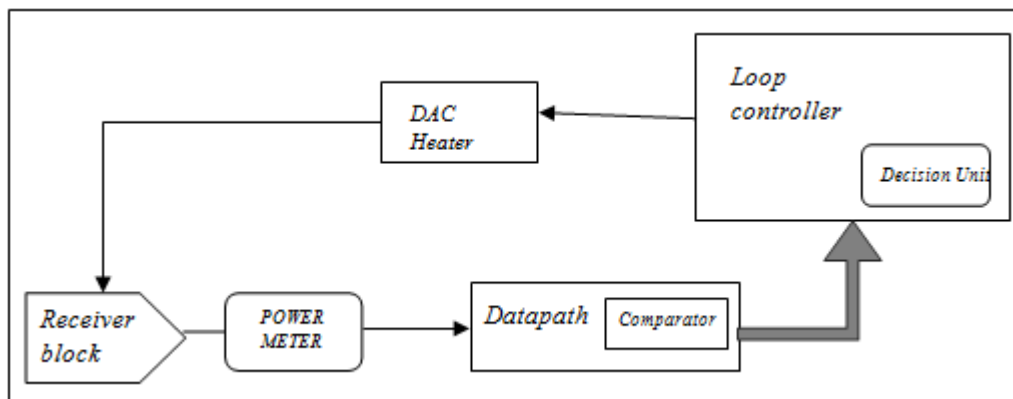 Loop
controller
DAC
Heater
Decision Unit
Receiver
block
POWER
METER
Datapath
Comparator